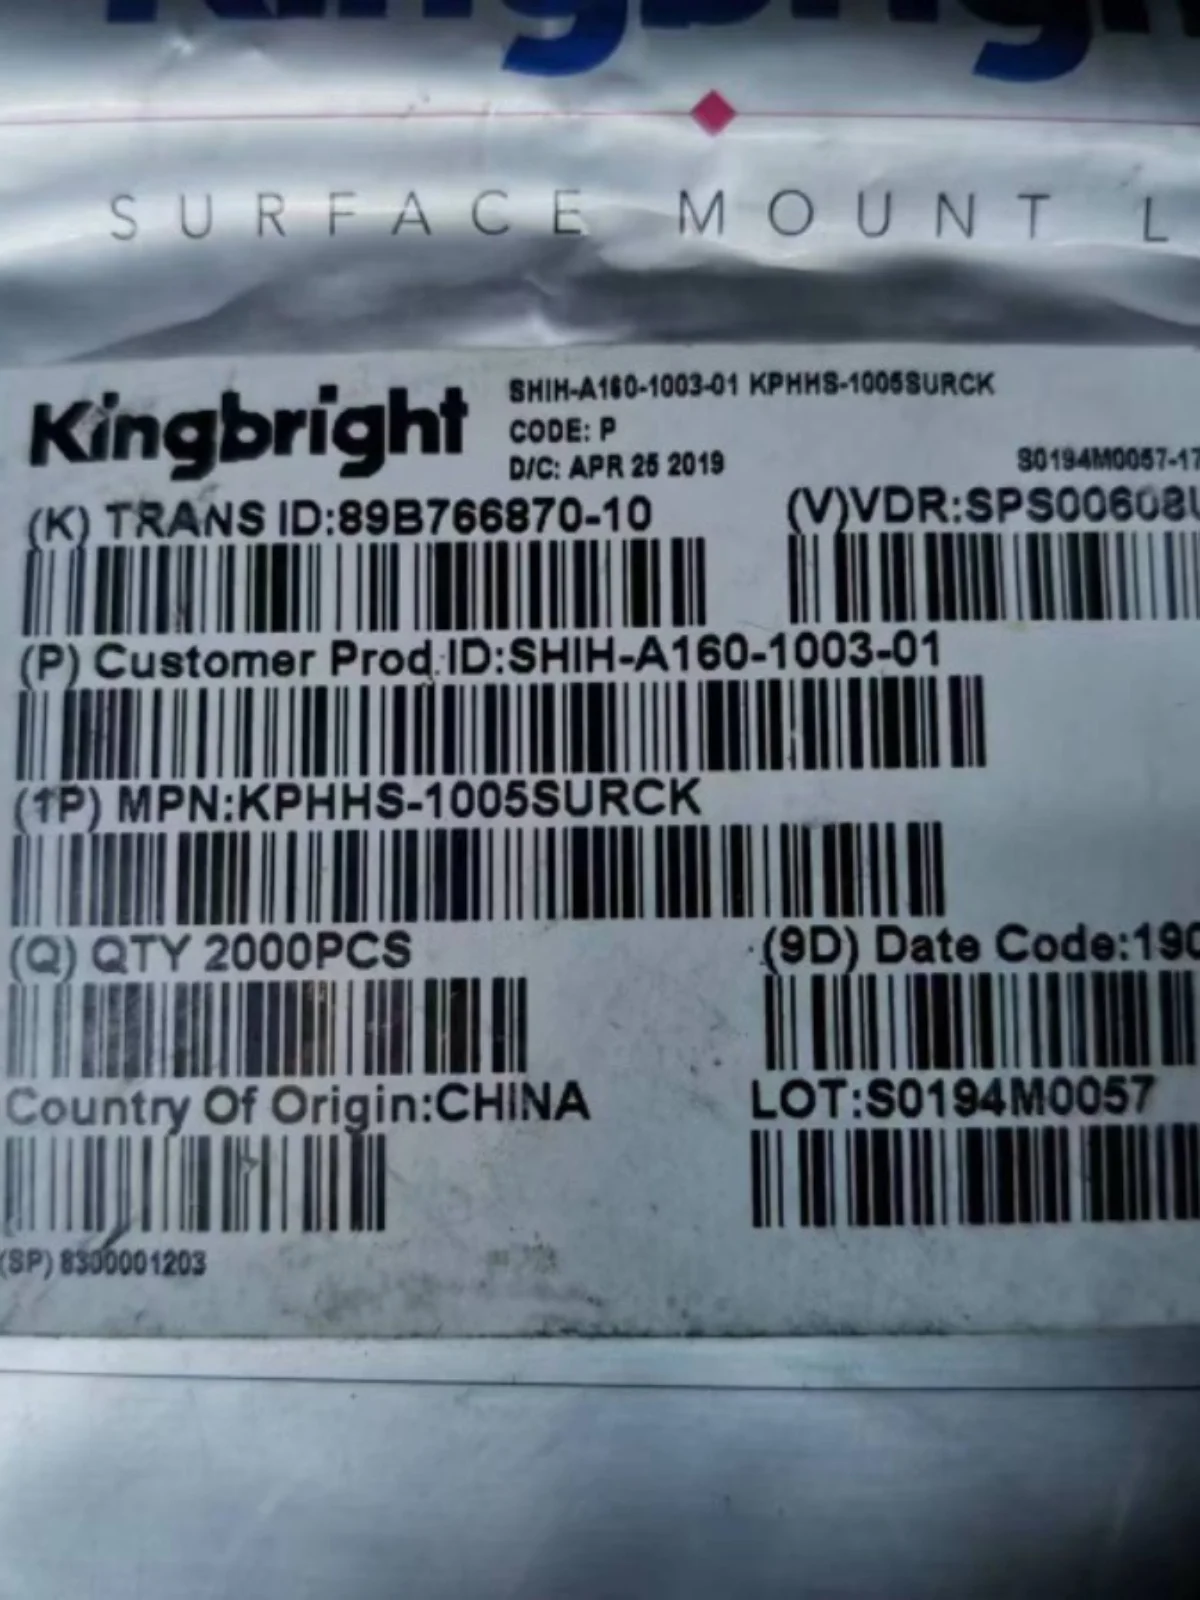 Kingbright
SURFACE MOUNT L
Kingbright
SHIH-A160-1003-01 KPHHS-1005SURCK
CODE: P
D/C: APR 25 2019
S0194M0057-17
(K) TRANS ID:89B766870-10
(V)VDR:SPS00608
(P) Customer Prod ID:SHIH-A160-1003-01
(1P) MPN:KPHHS-1005SURCK
(Q) QTY 2000PCS
(9D) Date Code:190
Country Of Origin:CHINA
LOT:S0194M0057
(SP) 8300001203